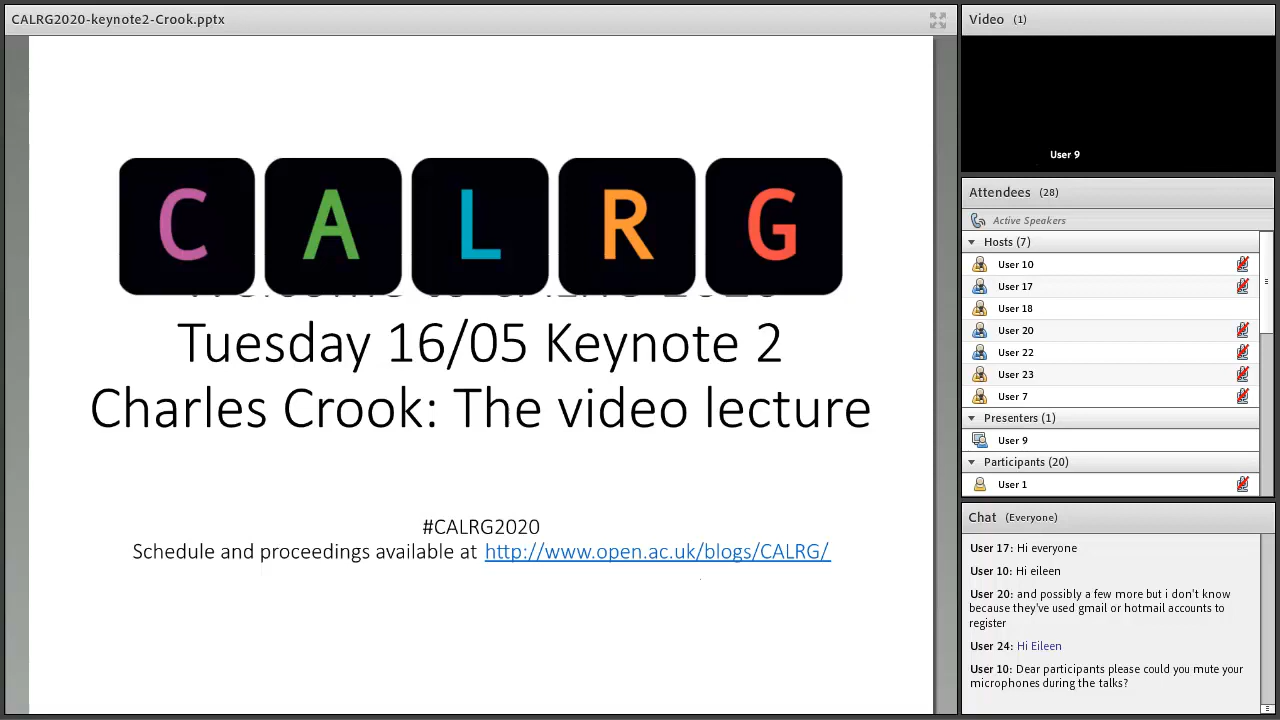 CALRG2020-keynote2-Crook.pptx
C A L R G
Welcome to CALRG 2020
Tuesday 16/05 Keynote 2
Charles Crook: The video lecture
#CALRG2020
Schedule and proceedings available at http://www.open.ac.uk/blogs/CALRG/
Video (1)
User 9
Attendees (28)
Active Speakers
Hosts (7)
User 10
User 17
User 18
User 20
User 22
User 23
User 7
Presenters (1)
User 9
Participants (20)
User 1
Chat (Everyone)
User 17: Hi everyone
User 10: Hi eileen
User 20: and possibly a few more but i don't know
because they've used gmail or hotmail accounts to
register
User 24: Hi Eileen
User 10: Dear participants please could you mute your
microphones during the talks?